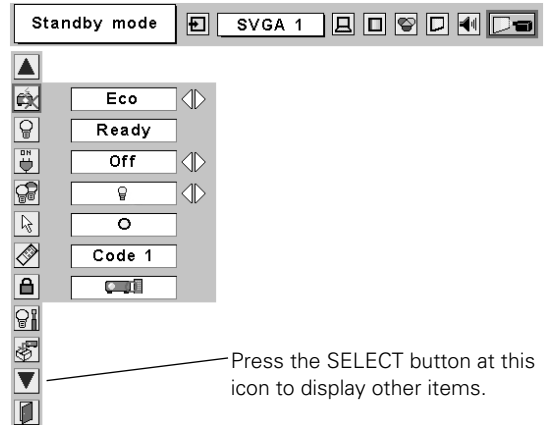 Standby mode
SVGA 1
Eco
Ready
ON
Off
Code 1
Press the SELECT button at this
icon to display other items.